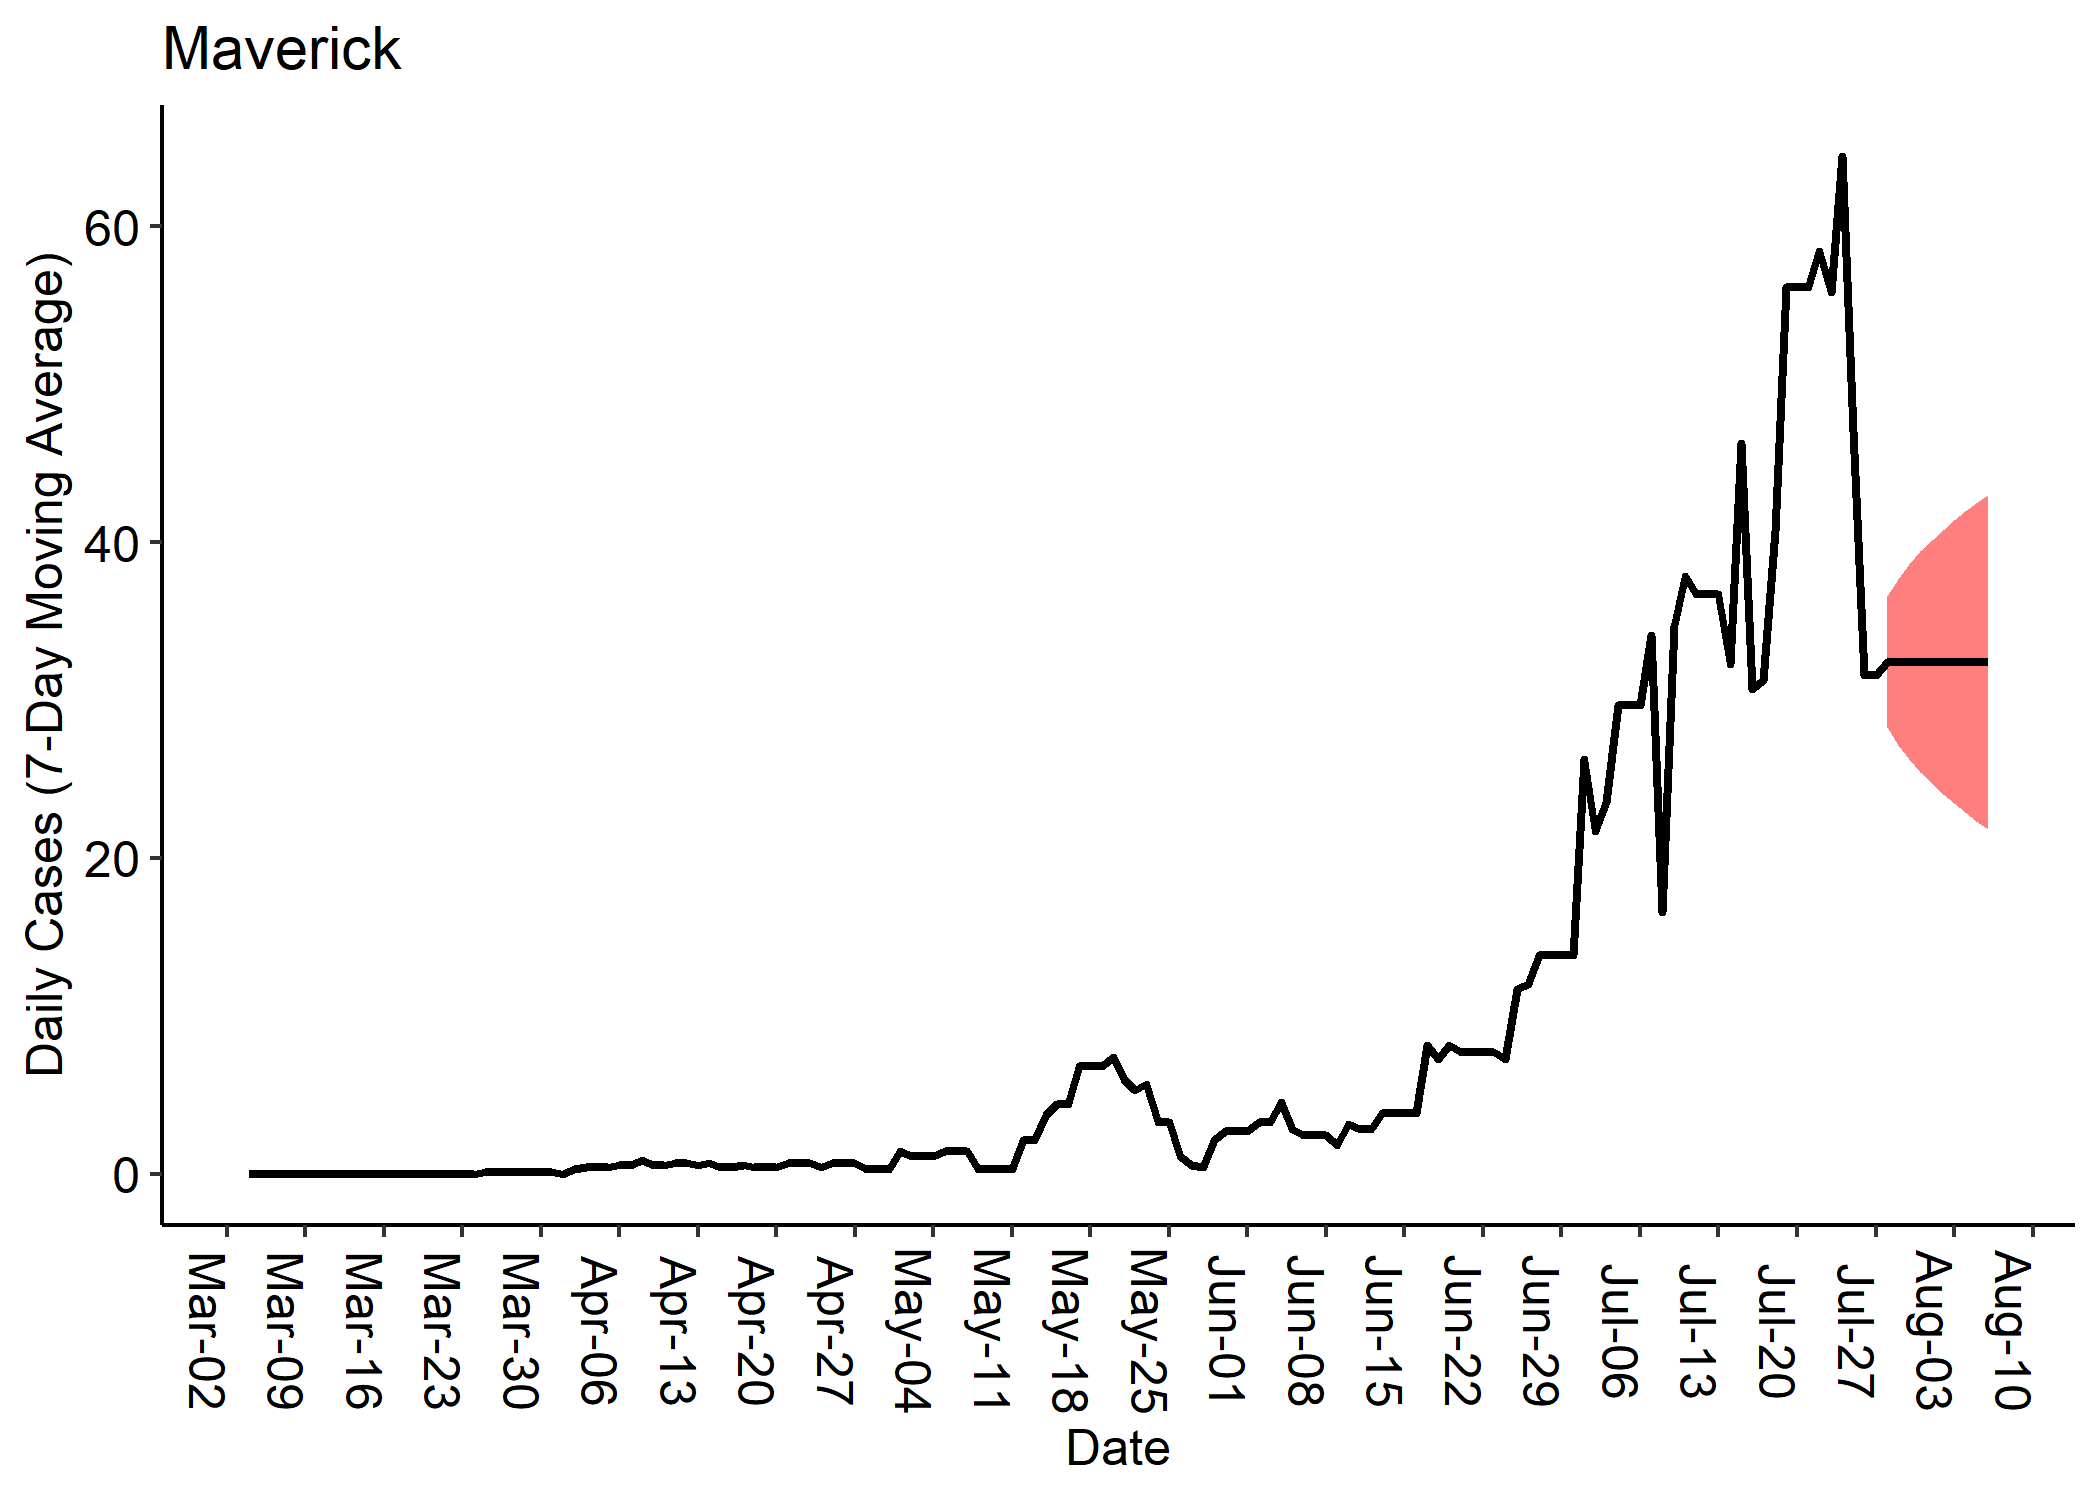 Maverick
Daily Cases (7-Day Moving Average)
60
40
20
0
Mar-02
Mar-09
Mar-16
Mar-23
Mar-30
Apr-06
Apr-13
Apr-20
Apr-27
May-04
May-11
May-18
May-25
Jun-01
Jun-08
Jun-15
Jun-22
Jun-29
Jul-06
Jul-13
Jul-20
Jul-27
Aug-03
Aug-10
Date